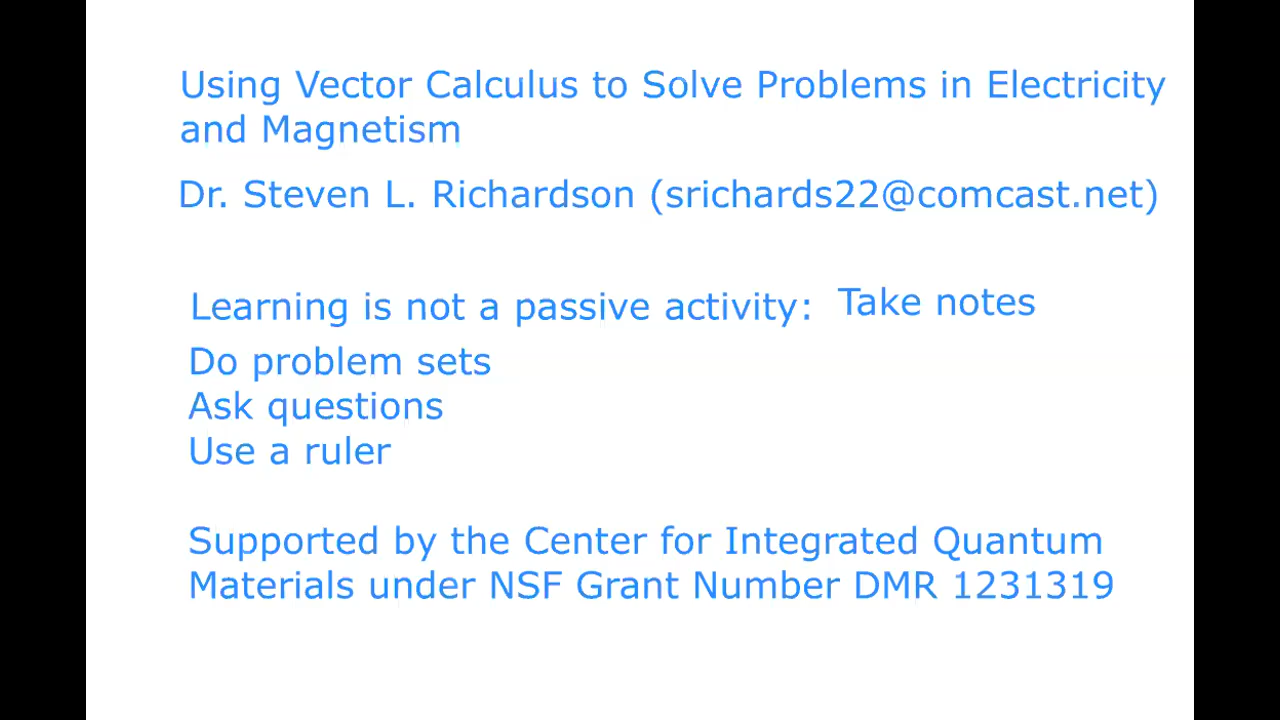 Using Vector Calculus to Solve Problems in Electricity
and Magnetism
Dr. Steven L. Richardson (srichards22@comcast.net)
Learning is not a passive activity: Take notes
Do problem sets
Ask questions
Use a ruler
Supported by the Center for Integrated Quantum
Materials under NSF Grant Number DMR 1231319